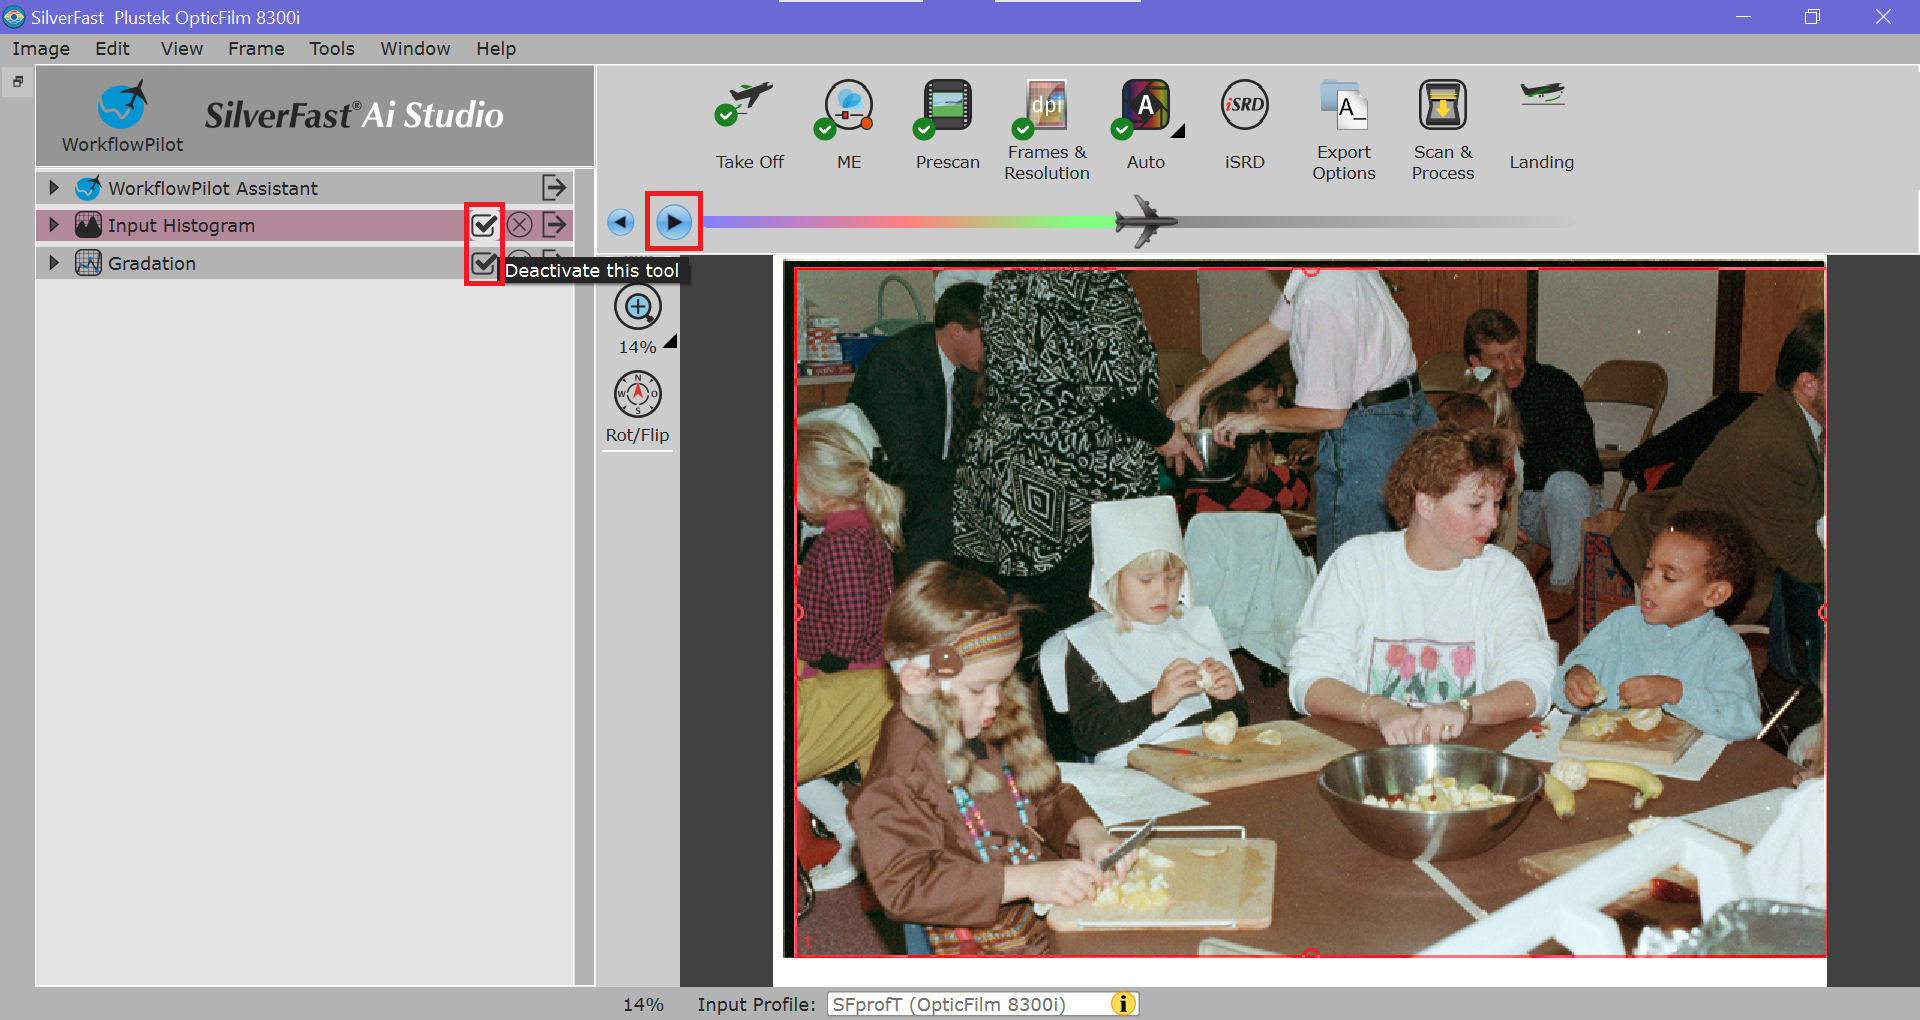 SilverFast Plustek OpticFilm 8300i
Image Edit View Frame Tools Window Help
WorkflowPilot
SilverFast® Ai Studio
WorkflowPilot Assistant
Input Histogram
Gradation
Deactivate this tool
Take Off
ME
Prescan
dpi
Frames &
Resolution
A
Auto
iSRD
iSRD
A
Export
Options
Scan &
Process
Landing
14%
N
W O
S
Rot/Flip
1
14% Input Profile: SFprofT (OpticFilm 8300i) i